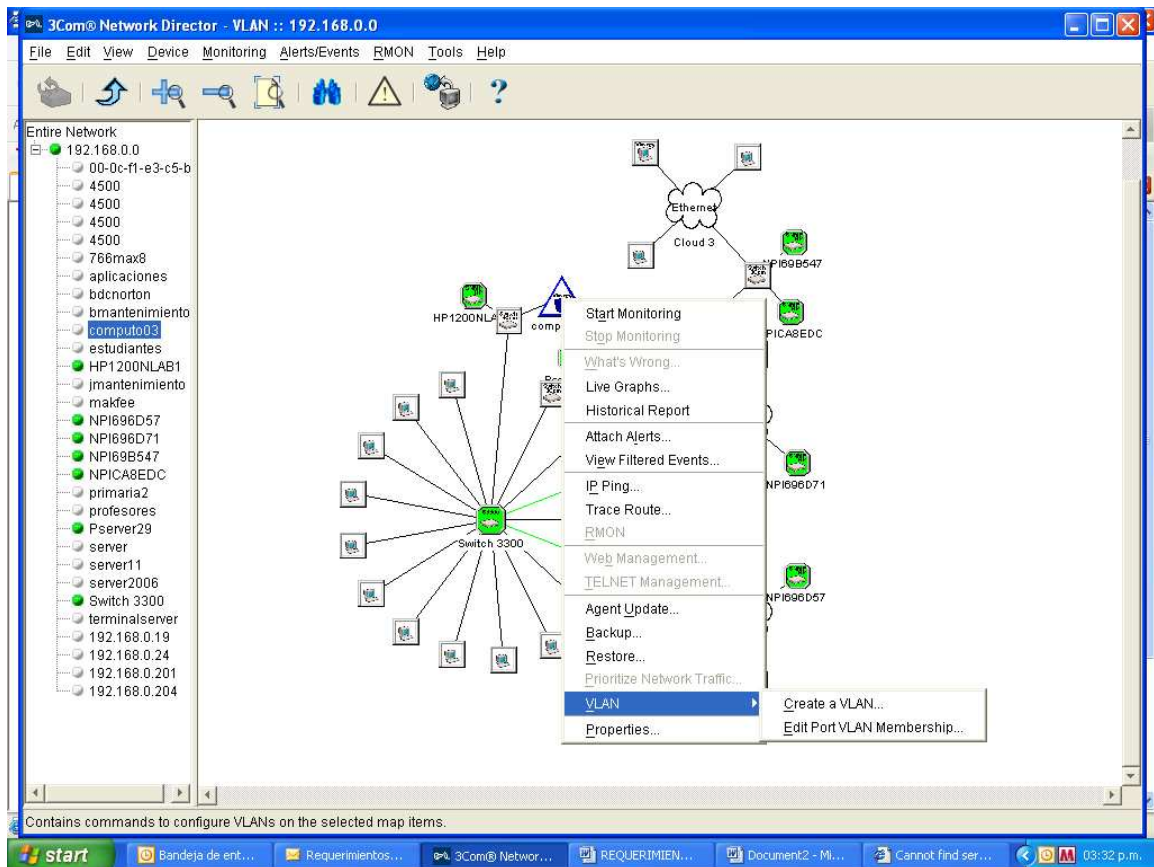 3Com® Network Director - VLAN :: 192.168.0.0
File Edit View Device Monitoring Alerts/Events RMON Tools Help
Entire Network
192.168.0.0
00-0c-f1-e3-c5-b
4500
4500
4500
4500
766max8
aplicaciones
bdcnorton
bmantenimiento
computo03
estudiantes
HP1200NLAB1
jmantenimiento
makfee
NPI696D57
NPI696D71
NPI69B547
NPICA8EDC
primaria2
profesores
Pserver29
server
server11
server2006
Switch 3300
terminalserver
192.168.0.19
192.168.0.24
192.168.0.201
192.168.0.204
Ethernet
Cloud 3
NPI69B547
HP1200NLA
comp
PICA8EDC
NPI696D71
Switch 3300
NPI696D57
Start Monitoring
Stop Monitoring
What's Wrong...
Live Graphs...
Historical Report
Attach Alerts...
View Filtered Events...
IP Ping...
Trace Route...
RMON
Web Management...
TELNET Management...
Agent Update...
Backup...
Restore...
Prioritize Network Traffic...
VLAN
Properties...
Create a VLAN...
Edit Port VLAN Membership...
Contains commands to configure VLANs on the selected map items.
start Bandeja de ent... Requerimientos... 3Com® Networ... REQUERIMIEN... Document2 - Mi... Cannot find ser... 03:32 p.m.